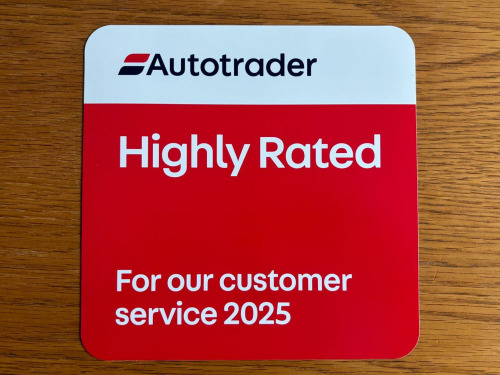 Autotrader
Highly Rated
For our customer
service 2025